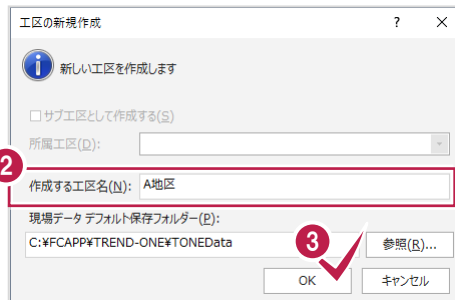 工区の新規作成 ? ×
新しい工区を作成します
サブ工区として作成する(S)
所属工区(D):
2
作成する工区名(N): A地区
現場データ デフォルト保存フォルダー(P):
C:¥FCAPP¥TREND-ONE¥TONEData 参照(R)...
3
OK キャンセル